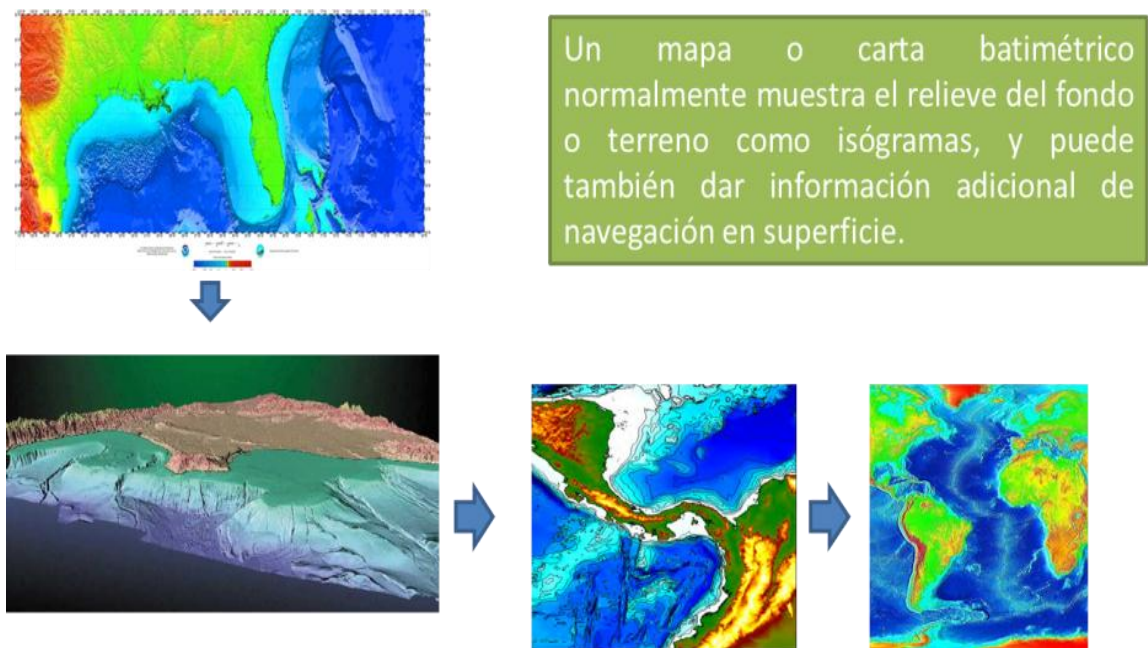 Un mapa o carta batimétrico
normalmente muestra el relieve del fondo
o terreno como isógramas, y puede
también dar información adicional de
navegación en superficie.